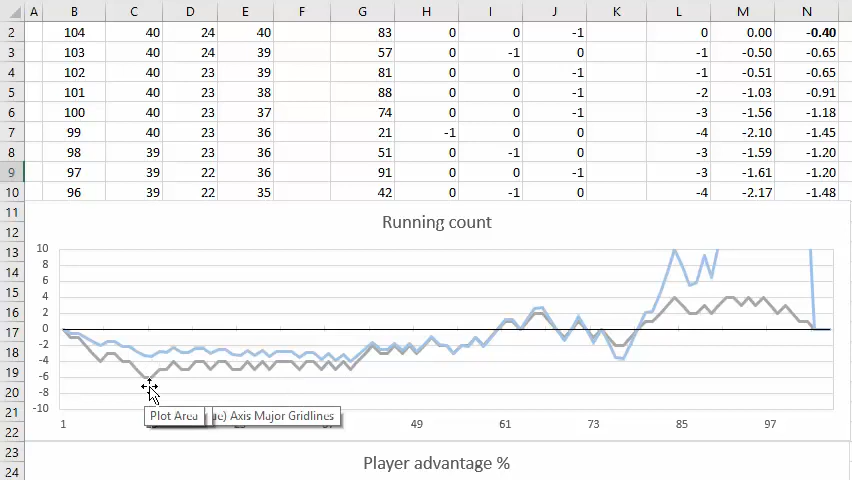 A B C D E F G H I J K L M N
2 104 40 24 40 83 0 0 -1 0 0.00 -0.40
3 103 40 24 39 57 0 -1 0 -1 -0.50 -0.65
4 102 40 23 39 81 0 0 -1 -1 -0.51 -0.65
5 101 40 23 38 88 0 0 -1 -2 -1.03 -0.91
6 100 40 23 37 74 0 0 -1 -3 -1.56 -1.18
7 99 40 23 36 21 -1 0 0 -4 -2.10 -1.45
8 98 39 23 36 51 0 -1 0 -3 -1.59 -1.20
9 97 39 22 36 91 0 0 -1 -3 -1.61 -1.20
10 96 39 22 35 42 0 -1 0 -4 -2.17 -1.48
11 Running count
12
13 10
14 8
6
15 4
16 2
17 0
18 -2
-4
19 -6
20 -8
21 -10
Plot Area ue) Axis Major Gridlines
22 1 49 61 73 85 97
23 Player advantage %
24